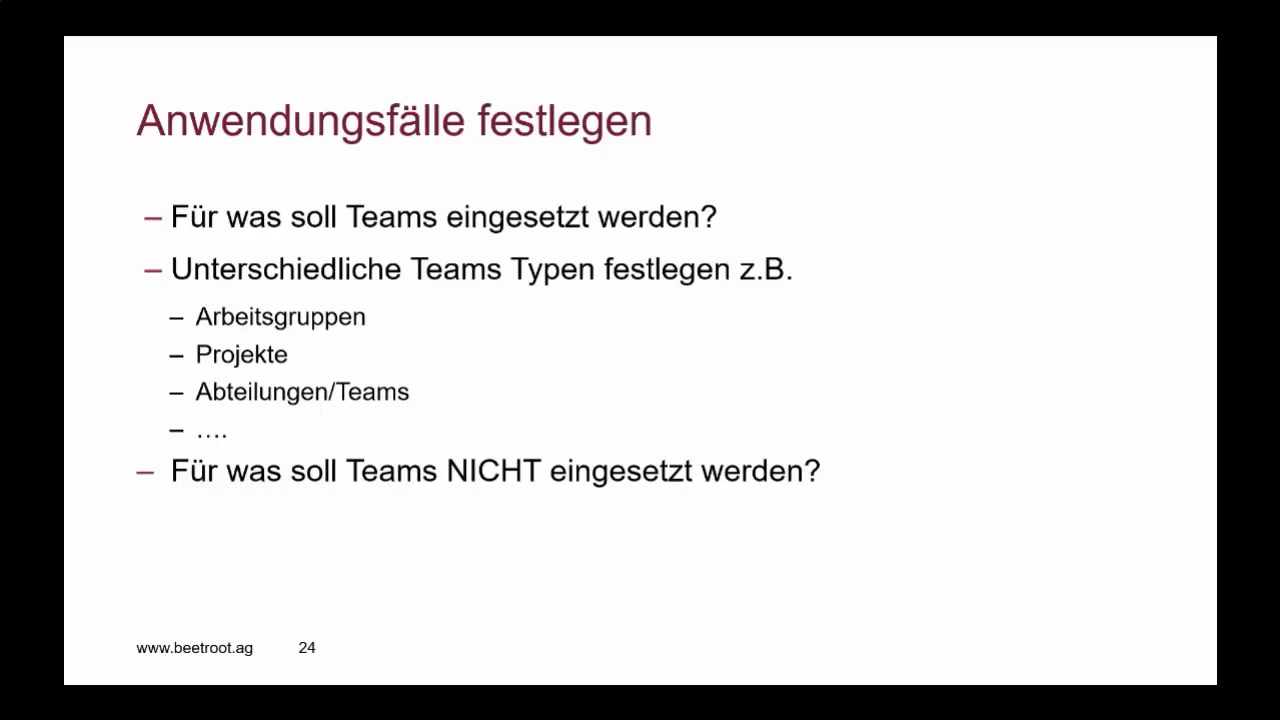 Anwendungsfälle festlegen
– Für was soll Teams eingesetzt werden?
– Unterschiedliche Teams Typen festlegen z.B.
– Arbeitsgruppen
– Projekte
– Abteilungen/Teams
– ….
– Für was soll Teams NICHT eingesetzt werden?
www.beetroot.ag 24